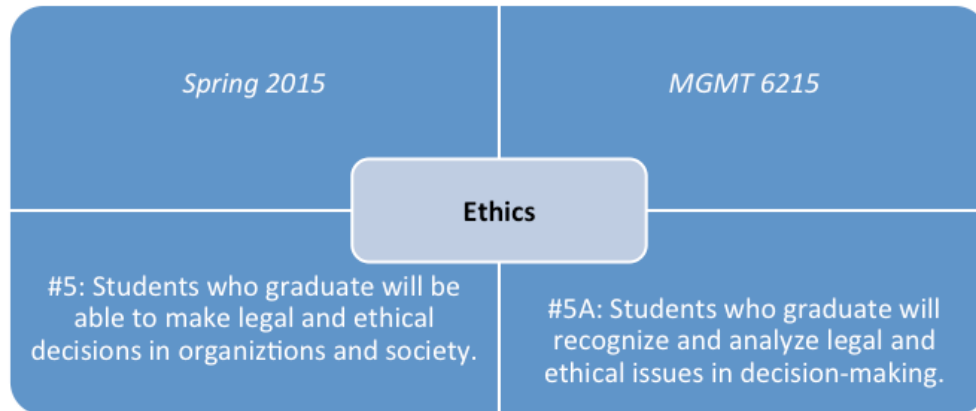 Spring 2015
MGMT 6215
Ethics
#5: Students who graduate will be
able to make legal and ethical
decisions in organiztions and society.
#5A: Students who graduate will
recognize and analyze legal and
ethical issues in decision-making.